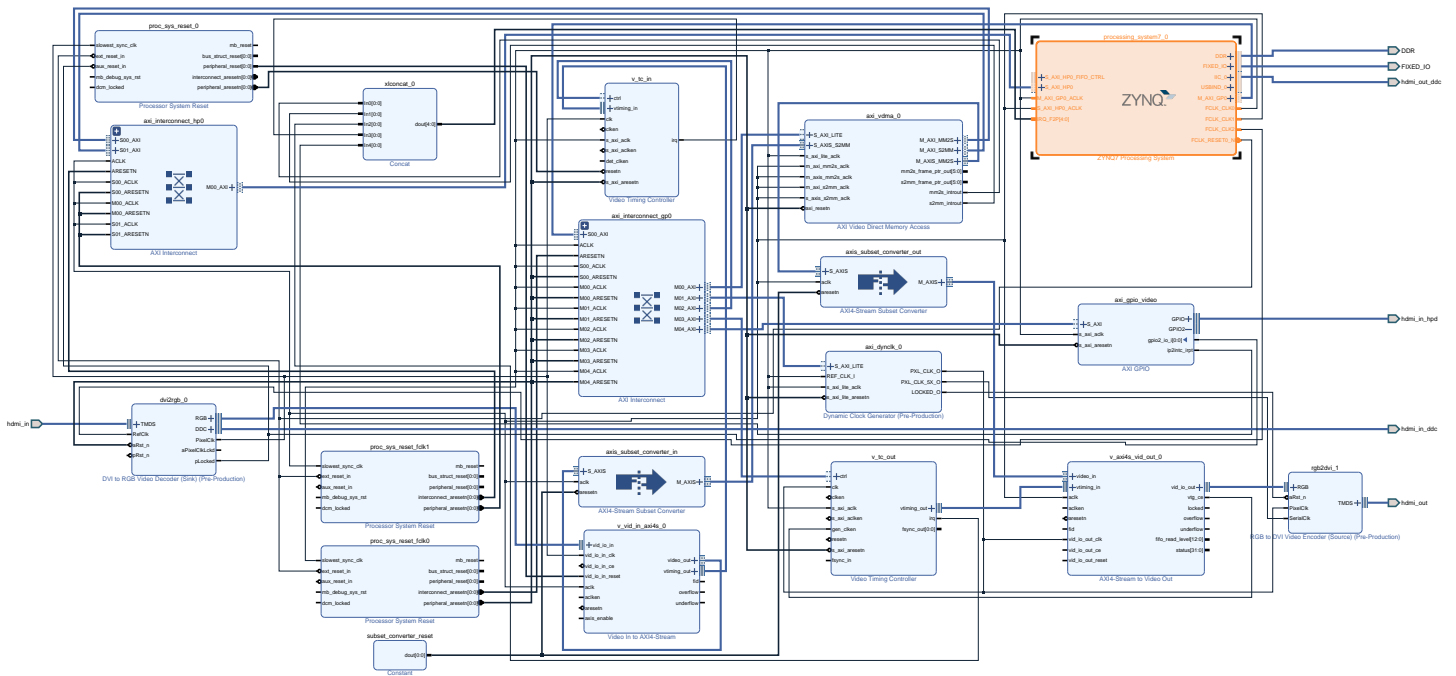 proc_sys_reset_0
slowest_sync_clk
ext_reset_in
aux_reset_in
mb_debug_sys_rst
dcm_locked
mb_reset
bus_struct_reset[0:0]
peripheral_reset[0:0]
interconnect_aresetn[0:0]
peripheral_aresetn[0:0]
Processor System Reset
axi_interconnect_hp0
S00_AXI
S01_AXI
ACLK
ARESETN
S00_ACLK
S00_ARESETN
M00_ACLK
M00_ARESETN
S01_ACLK
S01_ARESETN
M00_AXI
AXI Interconnect
xlconcat_0
In0[0:0]
In1[0:0]
In2[0:0]
In3[0:0]
In4[0:0]
dout[4:0]
Concat
v_tc_in
ctrl
vtiming_in
clk
clken
s_axi_aclk
s_axi_aclken
det_clken
resetn
s_axi_aresetn
irq
Video Timing Controller
axi_interconnect_gp0
S00_AXI
ACLK
ARESETN
S00_ACLK
S00_ARESETN
M00_ACLK
M00_ARESETN
M01_ACLK
M01_ARESETN
M02_ACLK
M02_ARESETN
M03_ACLK
M03_ARESETN
M04_ACLK
M04_ARESETN
M00_AXI
M01_AXI
M02_AXI
M03_AXI
M04_AXI
AXI Interconnect
axi_vdma_0
S_AXI_LITE
S_AXIS_S2MM
s_axi_lite_aclk
m_axi_mm2s_aclk
m_axis_mm2s_aclk
m_axi_s2mm_aclk
s_axis_s2mm_aclk
axi_resetn
M_AXI_MM2S
M_AXI_S2MM
M_AXIS_MM2S
mm2s_frame_ptr_out[5:0]
s2mm_frame_ptr_out[5:0]
mm2s_introut
s2mm_introut
AXI Video Direct Memory Access
processing_system7_0
S_AXI_HP0_FIFO_CTRL
S_AXI_HP0
M_AXI_GP0_ACLK
S_AXI_HP0_ACLK
IRQ_F2P[4:0]
ZYNQ
DDR
FIXED_IO
IIC_0
USBIND_0
M_AXI_GP0
FCLK_CLK0
FCLK_CLK1
FCLK_CLK2
FCLK_RESET0_N
ZYNQ7 Processing System
DDR
FIXED_IO
hdmi_out_ddc
axis_subset_converter_out
S_AXIS
aclk
aresetn
M_AXIS
AXI4-Stream Subset Converter
axi_gpio_video
S_AXI
s_axi_aclk
s_axi_aresetn
GPIO
GPIO2
gpio2_io_i[0:0]
ip2intc_irpt
AXI GPIO
hdmi_in_hpd
axi_dynclk_0
S_AXI_LITE
REF_CLK_I
s_axi_lite_aclk
s_axi_lite_aresetn
PXL_CLK_O
PXL_CLK_5X_O
LOCKED_O
Dynamic Clock Generator (Pre-Production)
hdmi_in
dvi2rgb_0
TMDS
RefClk
aRst_n
pRst_n
RGB
DDC
PixelClk
aPixelClkLckd
pLocked
DVI to RGB Video Decoder (Sink) (Pre-Production)
hdmi_in_ddc
proc_sys_reset_fclk1
slowest_sync_clk
ext_reset_in
aux_reset_in
mb_debug_sys_rst
dcm_locked
mb_reset
bus_struct_reset[0:0]
peripheral_reset[0:0]
interconnect_aresetn[0:0]
peripheral_aresetn[0:0]
Processor System Reset
axis_subset_converter_in
S_AXIS
aclk
aresetn
M_AXIS
AXI4-Stream Subset Converter
v_tc_out
ctrl
clk
clken
s_axi_aclk
s_axi_aclken
gen_clken
resetn
s_axi_aresetn
fsync_in
vtiming_out
irq
fsync_out[0:0]
Video Timing Controller
v_axi4s_vid_out_0
video_in
vtiming_in
aclk
aclken
aresetn
fid
vid_io_out_clk
vid_io_out_ce
vid_io_out_reset
vid_io_out
vtg_ce
locked
overflow
underflow
fifo_read_level[12:0]
status[31:0]
AXI4-Stream to Video Out
rgb2dvi_1
RGB
aRst_n
PixelClk
SerialClk
TMDS
RGB to DVI Video Encoder (Source) (Pre-Production)
hdmi_out
proc_sys_reset_fclk0
slowest_sync_clk
ext_reset_in
aux_reset_in
mb_debug_sys_rst
dcm_locked
mb_reset
bus_struct_reset[0:0]
peripheral_reset[0:0]
interconnect_aresetn[0:0]
peripheral_aresetn[0:0]
Processor System Reset
v_vid_in_axi4s_0
vid_io_in
vid_io_in_clk
vid_io_in_ce
vid_io_in_reset
aclk
aclken
aresetn
axis_enable
video_out
vtiming_out
fid
overflow
underflow
Video In to AXI4-Stream
subset_converter_reset
dout[0:0]
Constant